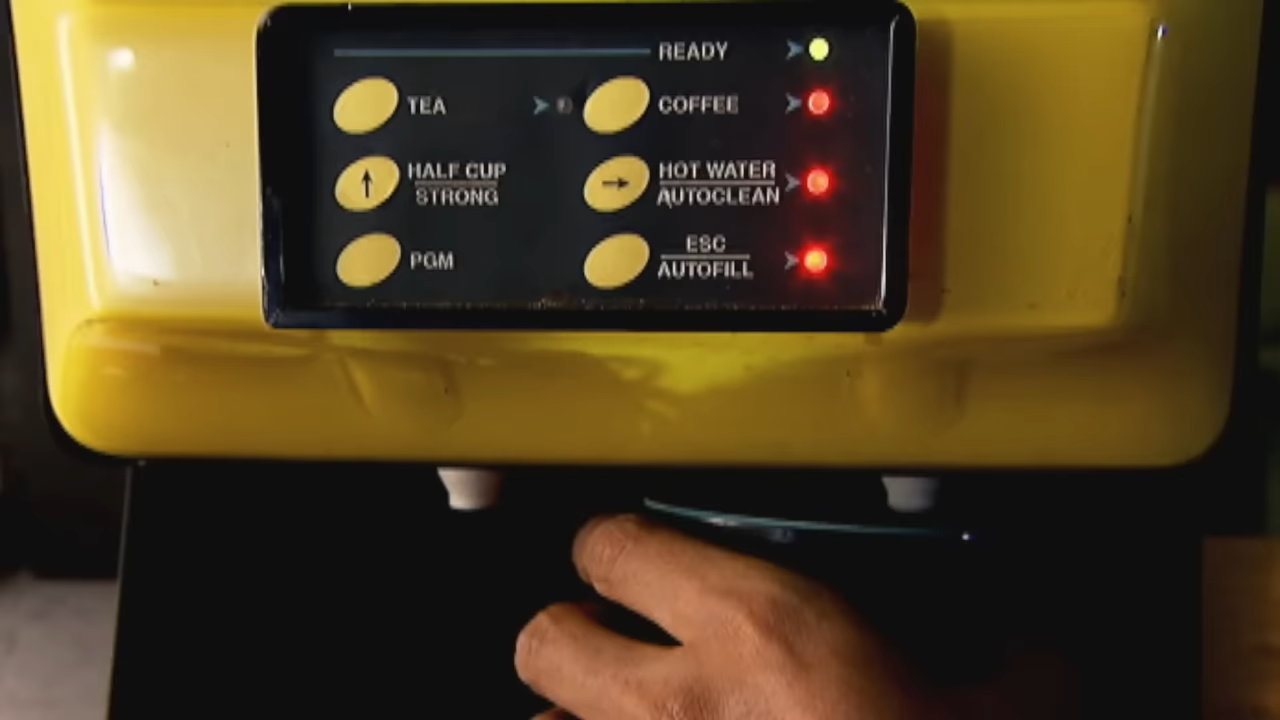 READY
TEA
COFFEE
HALF CUP
STRONG
HOT WATER
AUTOCLEAN
PGM
ESC
AUTOFILL